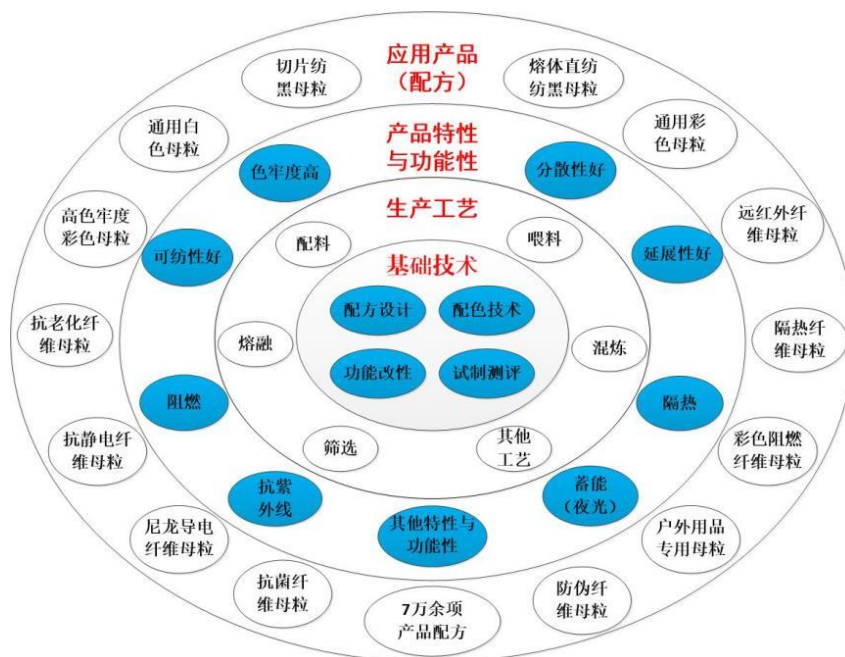 应用产品
（配方）
切片纺
黑母粒
熔体直纺
纺黑母粒
通用白
色母粒
通用彩
色母粒
产品特性
与功能性
色牢度高
分散性好
高色牢度
彩色母粒
远红外纤
维母粒
生产工艺
可纺性好
延展性好
配料
喂料
基础技术
配方设计
配色技术
抗老化纤
维母粒
隔热纤
维母粒
熔融
混炼
功能改性
试制测评
阻燃
隔热
抗静电纤
维母粒
彩色阻燃
纤维母粒
筛选
其他
工艺
抗紫
外线
蓄能
（夜光）
其他特性与
功能性
尼龙导电
纤维母粒
户外用品
专用母粒
抗菌纤
维母粒
防伪纤
维母粒
7万余项
产品配方